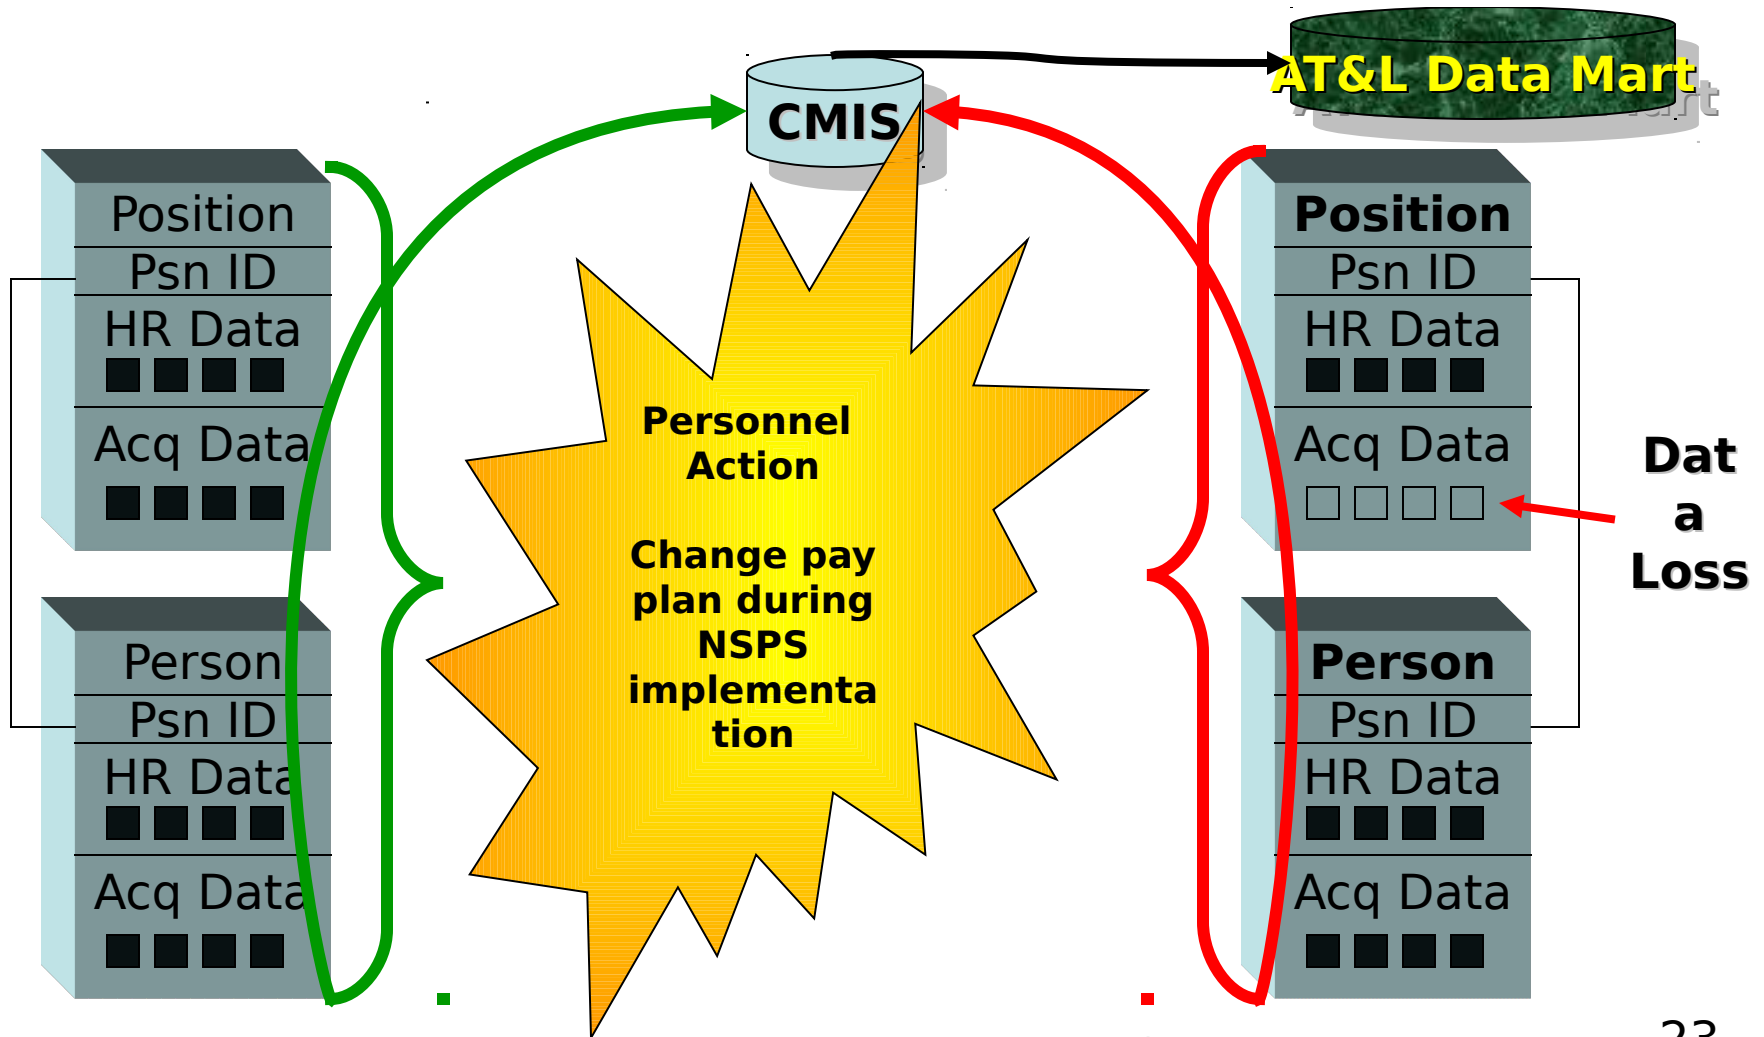 AT&L Data Mart
CMIS
Position
Psn ID
HR Data
Acq Data
Person
Psn ID
HR Data
Acq Data
Personnel
Action
Change pay
plan during
NSPS
implementa
tion
Position
Psn ID
HR Data
Acq Data
Person
Psn ID
HR Data
Acq Data
Dat
a
Loss
23